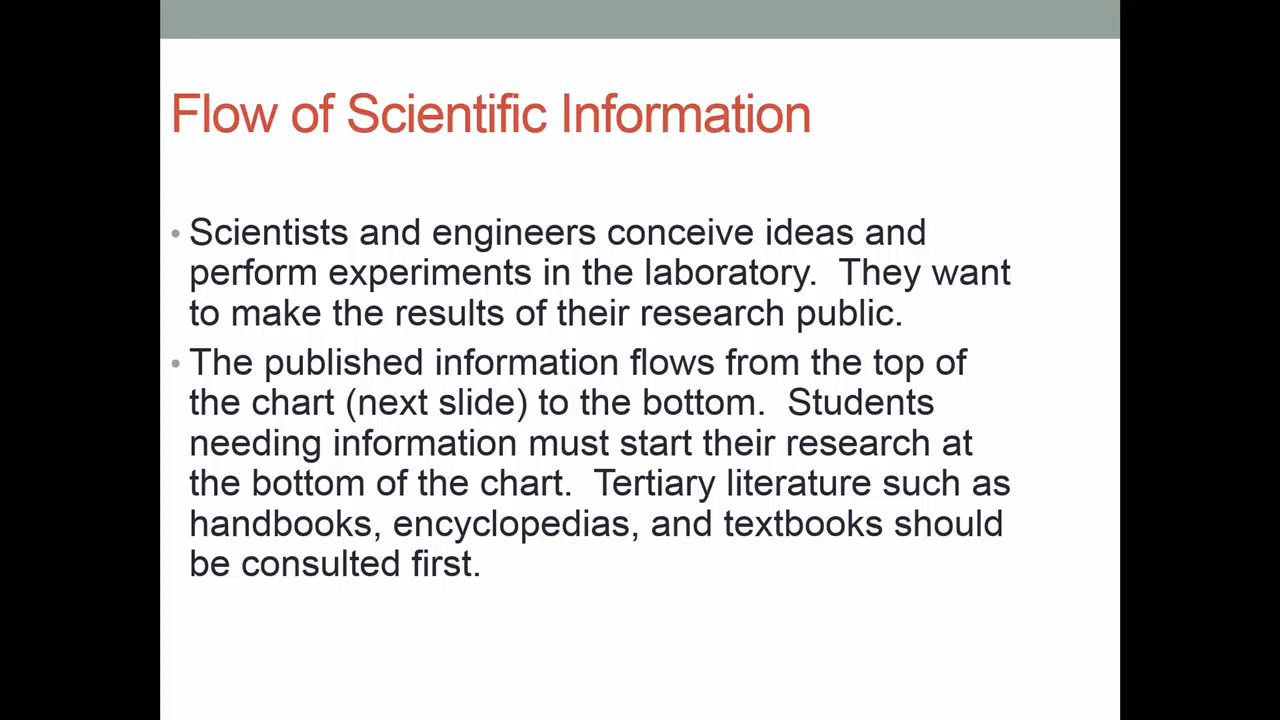 Flow of Scientific Information
• Scientists and engineers conceive ideas and
perform experiments in the laboratory.  They want
to make the results of their research public.
• The published information flows from the top of
the chart (next slide) to the bottom.  Students
needing information must start their research at
the bottom of the chart.  Tertiary literature such as
handbooks, encyclopedias, and textbooks should
be consulted first.